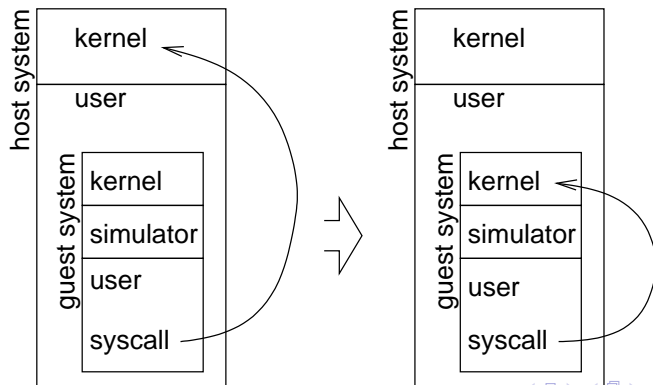 host system
kernel
user
guest system
kernel
simulator
user
syscall
host system
kernel
user
guest system
kernel
simulator
user
syscall